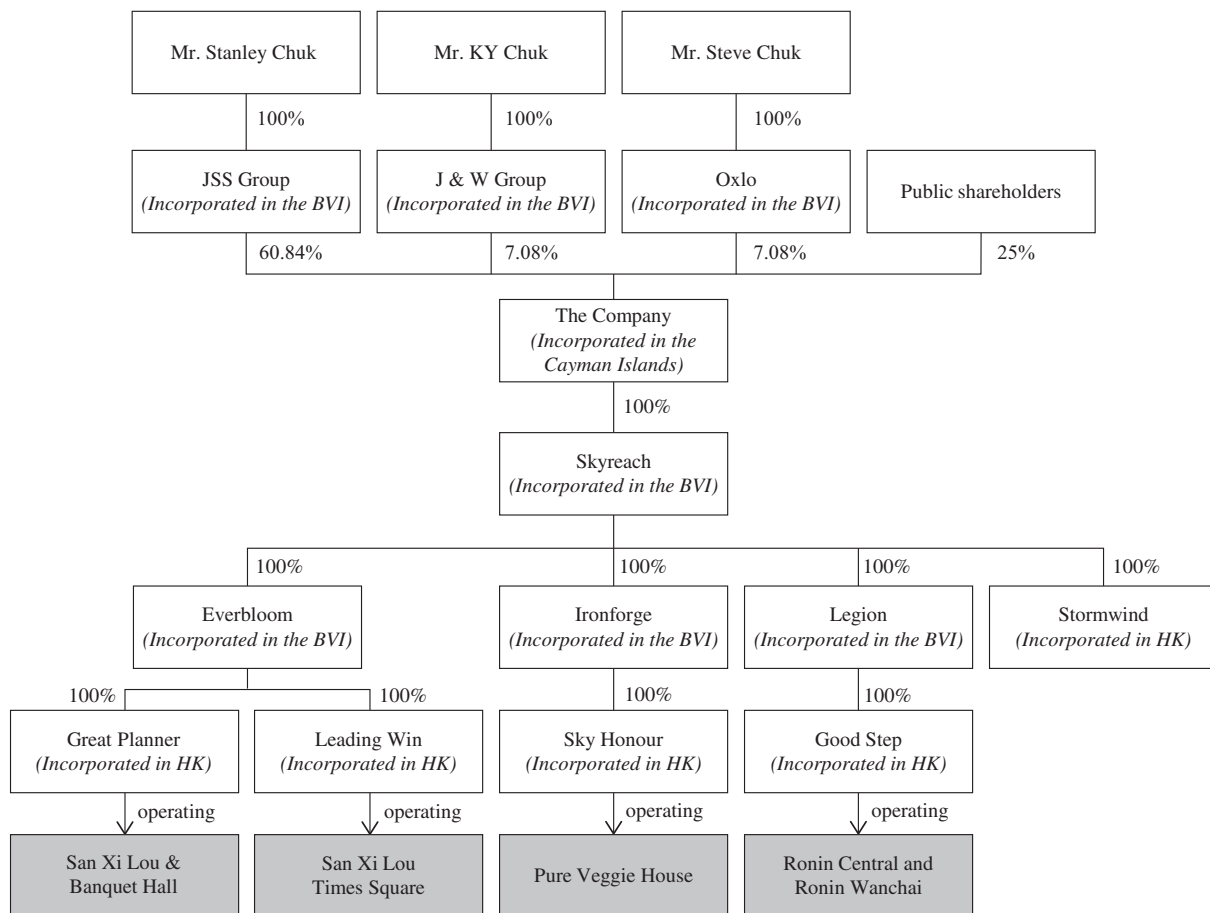 Mr. Stanley Chuk
Mr. KY Chuk
Mr. Steve Chuk
100%
100%
100%
JSS Group
(Incorporated in the BVI)
J & W Group
(Incorporated in the BVI)
Oxlo
(Incorporated in the BVI)
Public shareholders
60.84%
7.08%
7.08%
25%
The Company
(Incorporated in the
Cayman Islands)
100%
Skyreach
(Incorporated in the BVI)
100%
100%
100%
100%
Everbloom
(Incorporated in the BVI)
Ironforge
(Incorporated in the BVI)
Legion
(Incorporated in the BVI)
Stormwind
(Incorporated in HK)
100%
100%
100%
100%
Great Planner
(Incorporated in HK)
Leading Win
(Incorporated in HK)
Sky Honour
(Incorporated in HK)
Good Step
(Incorporated in HK)
operating
operating
operating
operating
San Xi Lou &
Banquet Hall
San Xi Lou
Times Square
Pure Veggie House
Ronin Central and
Ronin Wanchai